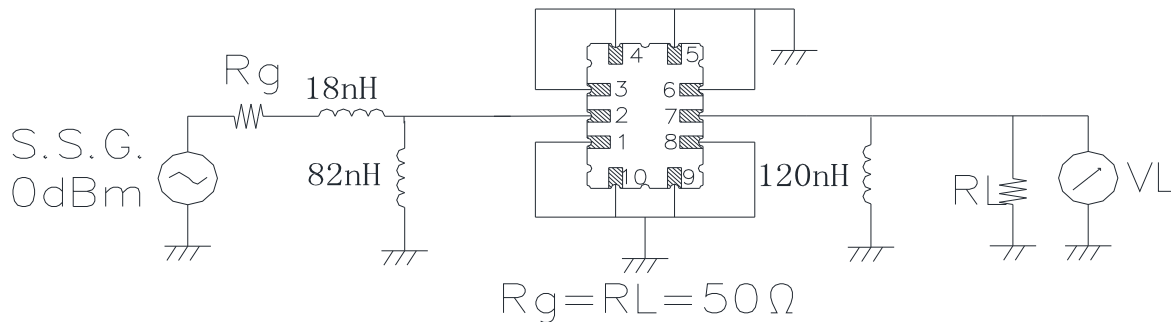 4 5
Rg 18nH 3 6
S.S.G. 2 7
0dBm 82nH 1 8 120nH RL VL
10 9
Rg=RL=50Ω